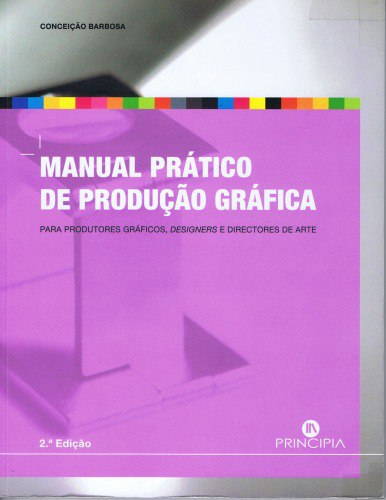 CONCEIÇÃO BARBOSA
MANUAL PRÁTICO
DE PRODUÇÃO GRÁFICA
PARA PRODUTORES GRÁFICOS, DESIGNERS E DIRECTORES DE ARTE
2.ª Edição
PRINCIPIA